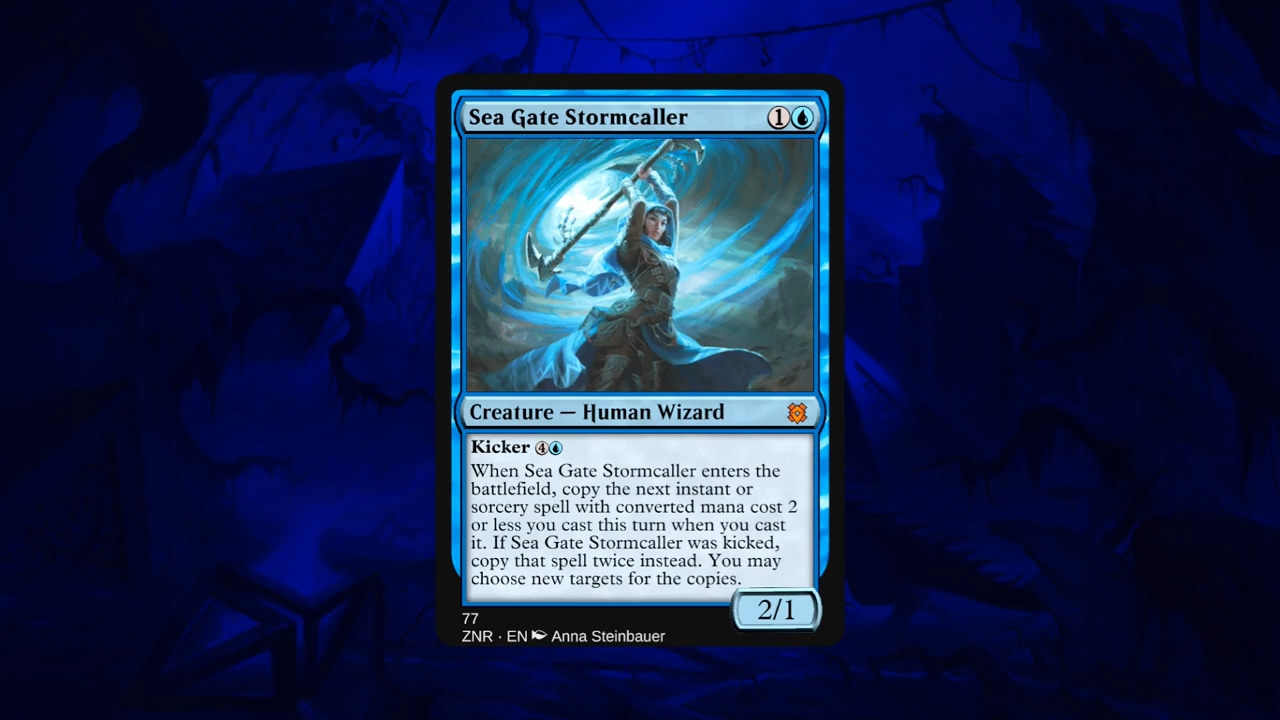 Sea Gate Stormcaller 1
Creature — Human Wizard
Kicker 4
When Sea Gate Stormcaller enters the
battlefield, copy the next instant or
sorcery spell with converted mana cost 2
or less you cast this turn when you cast
it. If Sea Gate Stormcaller was kicked,
copy that spell twice instead. You may
choose new targets for the copies.
2/1
77
ZNR · EN Anna Steinbauer